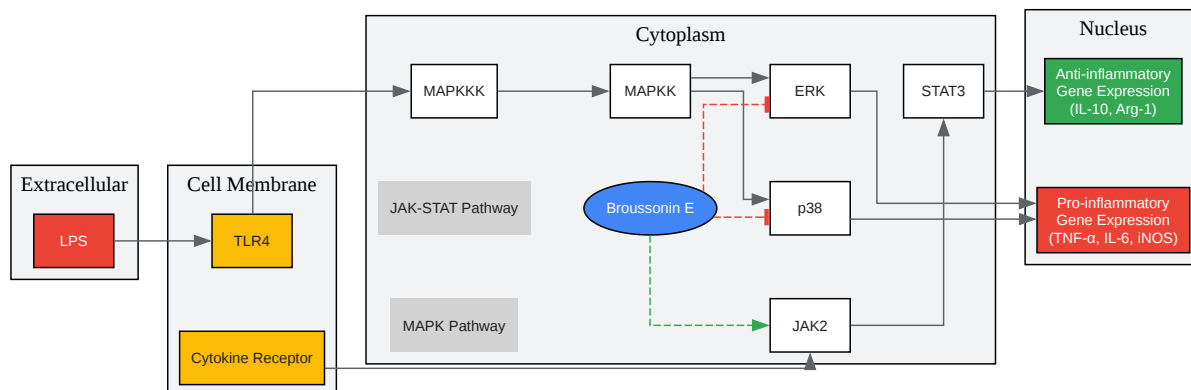 Cytoplasm
Nucleus
MAPKKK
MAPKK
ERK
STAT3
Anti-inflammatory
Gene Expression
(IL-10, Arg-1)
Extracellular
Cell Membrane
JAK-STAT Pathway
Broussonin E
p38
Pro-inflammatory
Gene Expression
(TNF-α, IL-6, iNOS)
LPS
TLR4
MAPK Pathway
JAK2
Cytokine Receptor